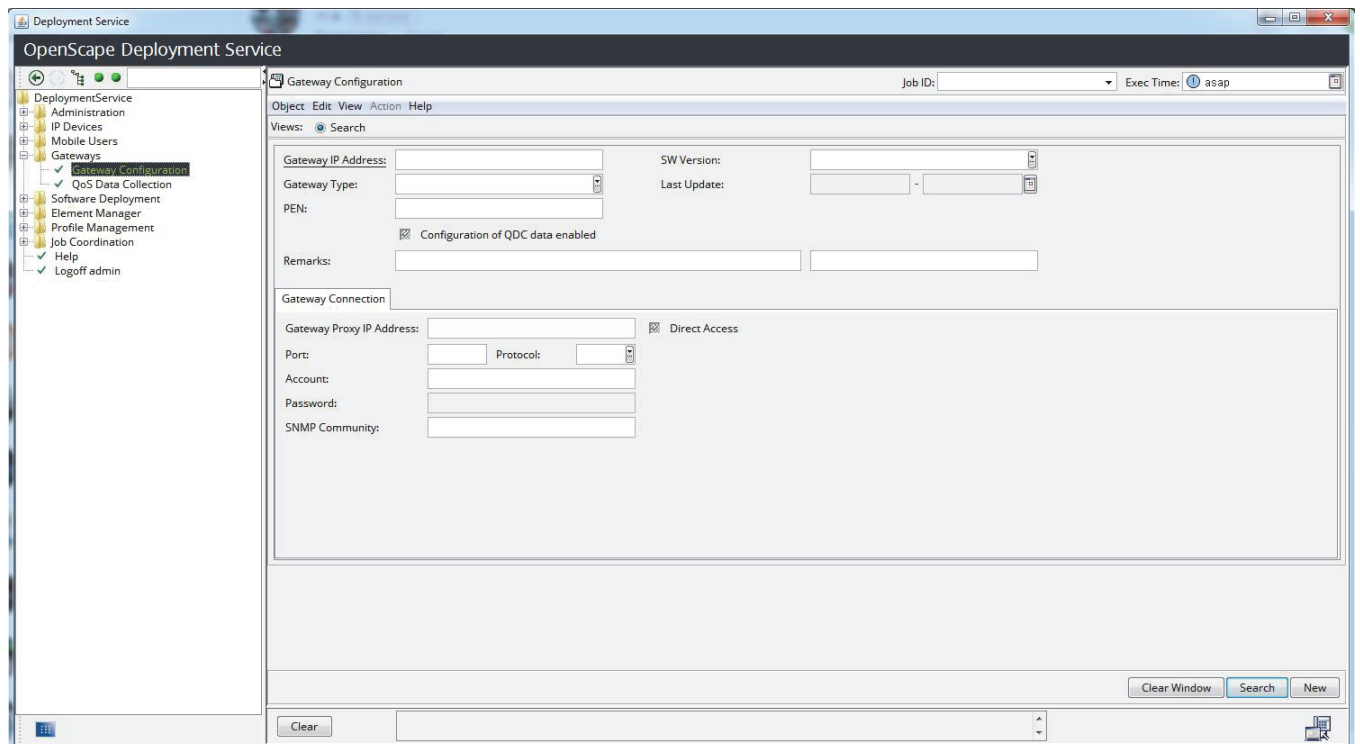 Deployment Service
OpenScape Deployment Service
DeploymentService
Administration
IP Devices
Mobile Users
Gateways
Gateway Configuration
QoS Data Collection
Software Deployment
Element Manager
Profile Management
Job Coordination
Help
Logoff admin
Gateway Configuration
Job ID:
Exec Time: asap
Object Edit View Action Help
Views: Search
Gateway IP Address:
SW Version:
Gateway Type:
Last Update: -
PEN:
Configuration of QDC data enabled
Remarks:
Gateway Connection
Gateway Proxy IP Address:
Direct Access
Port:
Protocol:
Account:
Password:
SNMP Community:
Clear Window
Search
New
Clear